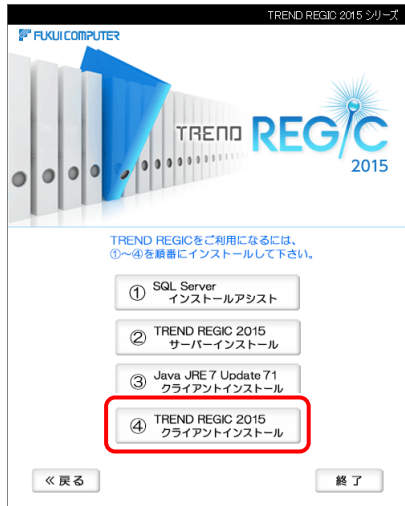 TREND REGIC 2015 シリーズ
FUKUI COMPUTER
TREND REGIC
2015
TREND REGICをご利用になるには、
①～④を順番にインストールして下さい。
① SQL Server
インストールアシスト
② TREND REGIC 2015
サーバーインストール
③ Java JRE 7 Update 71
クライアントインストール
④ TREND REGIC 2015
クライアントインストール
≪戻る
終了